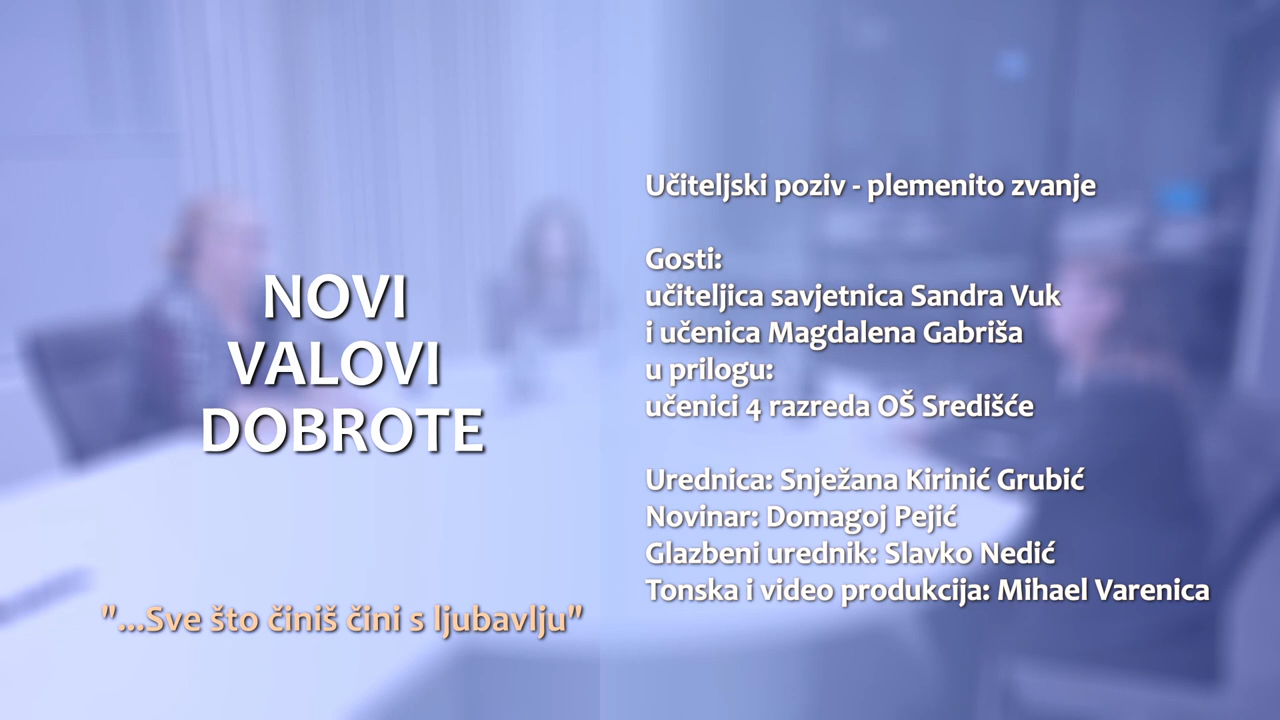 NOVI
VALOVI
DOBROTE
"...Sve što činiš čini s ljubavlju"
Učiteljski poziv - plemenito zvanje
Gosti:
učiteljica savjetnica Sandra Vuk
i učenica Magdalena Gabriša
u prilogu:
učenici 4 razreda OŠ Središće
Urednica: Snježana Kirinić Grubić
Novinar: Domagoj Pejić
Glazbeni urednik: Slavko Nedić
Tonska i video produkcija: Mihael Varenica